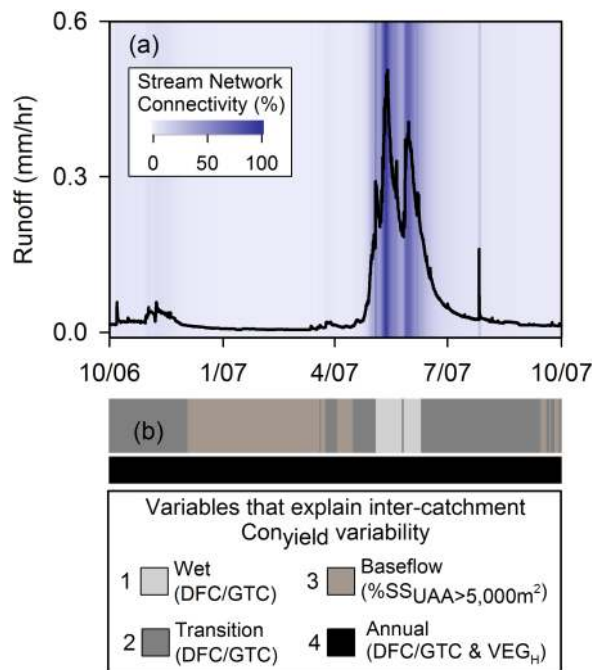 0.6
(a)
Stream Network
Connectivity (%)
0 50 100
Runoff (mm/hr)
0.3
0.0
10/06 1/07 4/07 7/07 10/07
(b)
Variables that explain inter-catchment
Conyield variability
1 Wet
(DFC/GTC)
3 Baseflow
(%SSUAA>5,000m²)
2 Transition
(DFC/GTC)
4 Annual
(DFC/GTC & VEGH)